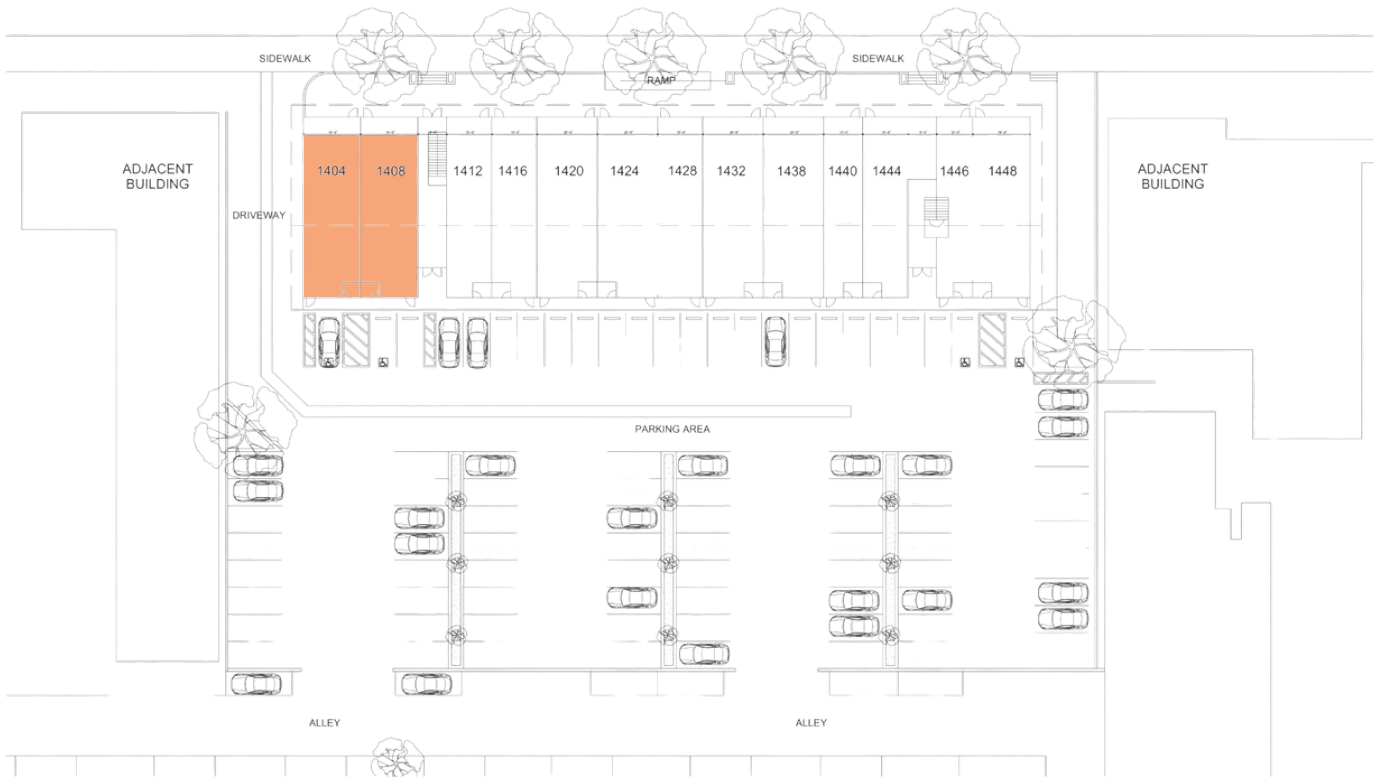 SIDEWALK
SIDEWALK
RAMP
1404
1408
1412
1416
1420
1424
1428
1432
1438
1440
1444
1446
1448
ADJACENT
BUILDING
ADJACENT
BUILDING
DRIVEWAY
PARKING AREA
ALLEY
ALLEY